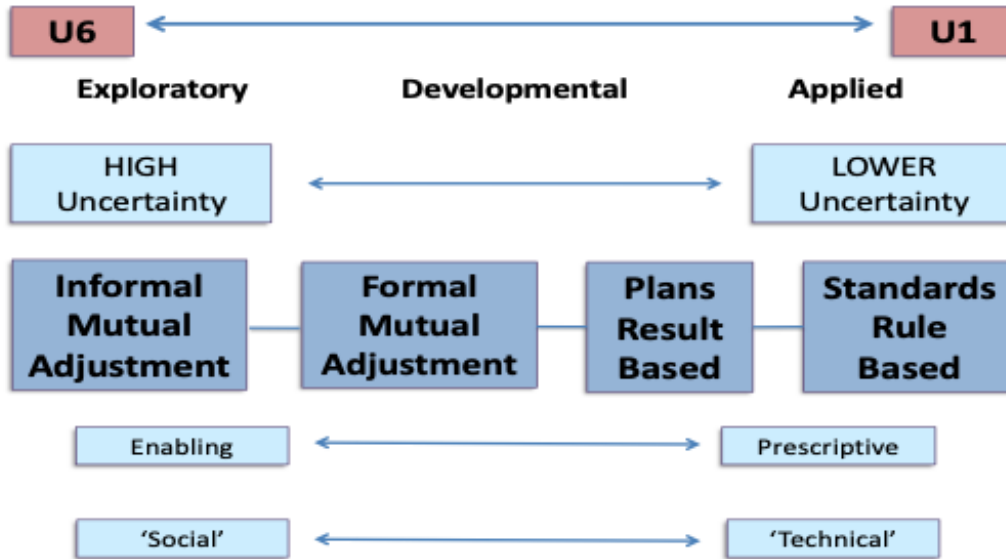 U6 U1
Exploratory Developmental Applied
HIGH LOWER
Uncertainty Uncertainty
Informal Formal Plans Standards
Mutual Mutual Result Rule
Adjustment Adjustment Based Based
Enabling Prescriptive
‘Social’ ‘Technical’